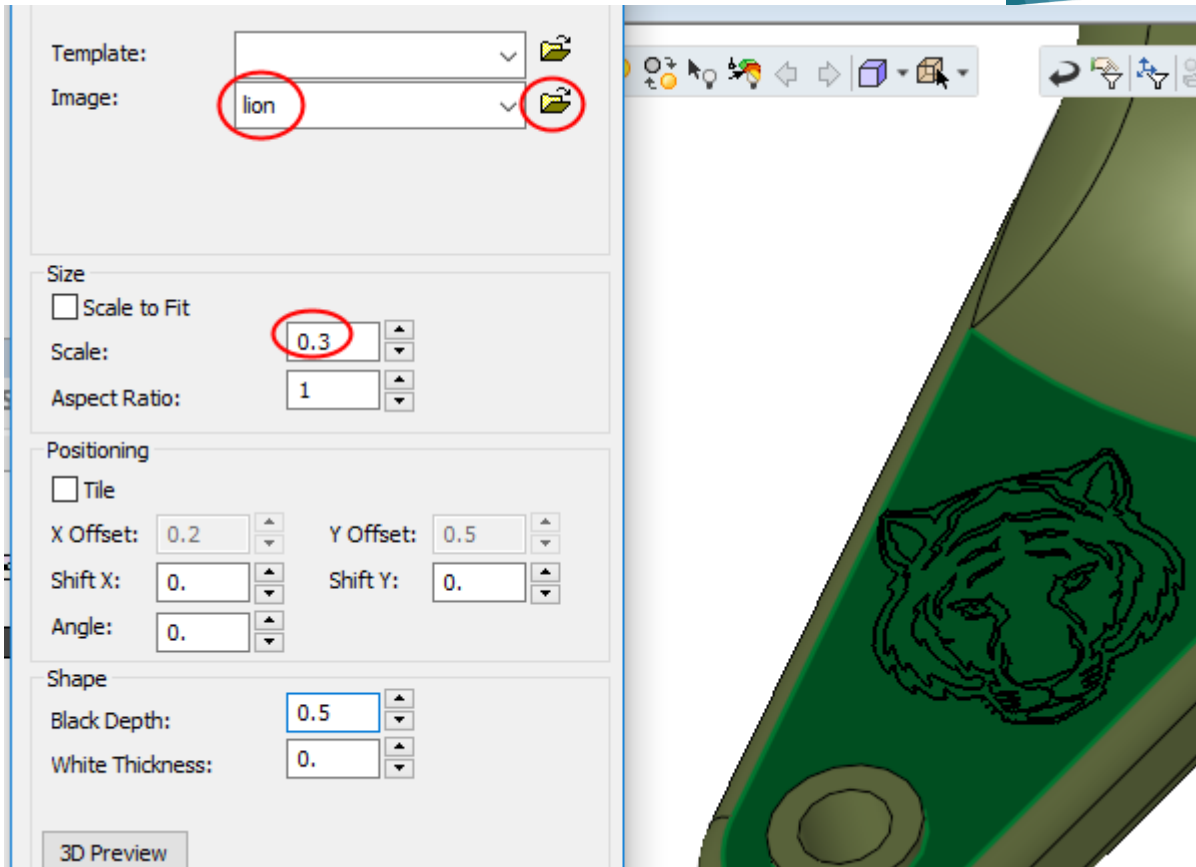 Template:
Image: lion
Size
Scale to Fit
Scale: 0.3
Aspect Ratio: 1
Positioning
Tile
X Offset: 0.2 Y Offset: 0.5
Shift X: 0. Shift Y: 0.
Angle: 0.
Shape
Black Depth: 0.5
White Thickness: 0.
3D Preview